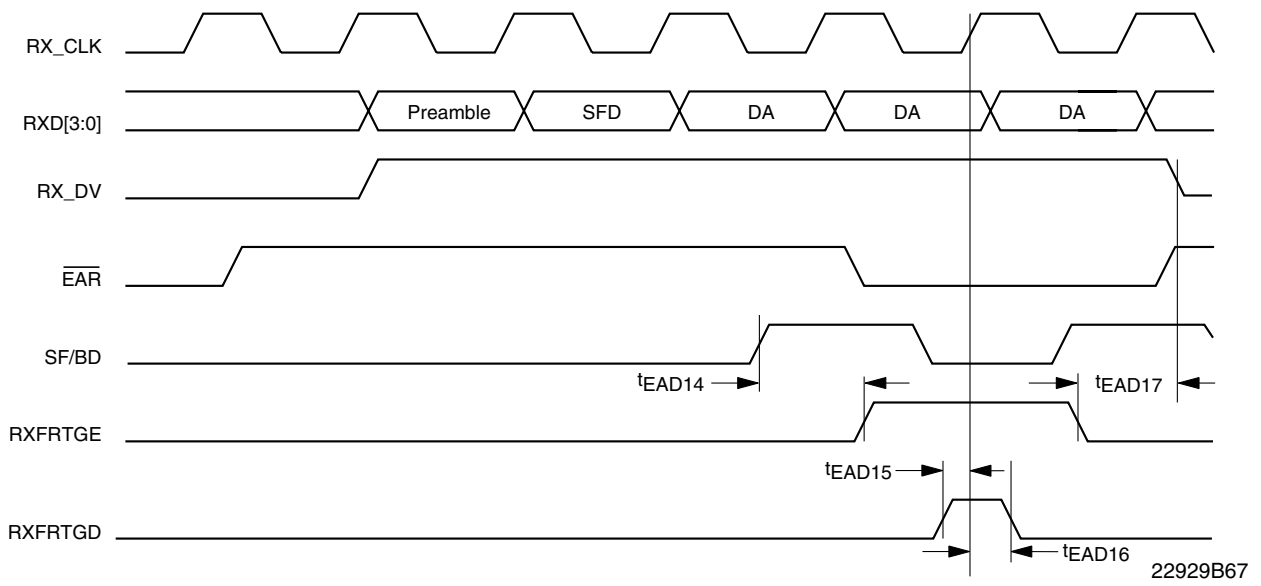 RX_CLK
RXD[3:0] Preamble SFD DA DA DA
RX_DV
EAR
SF/BD
tEAD14 tEAD17
RXFRTGE
tEAD15
RXFRTGD
tEAD16
22929B67